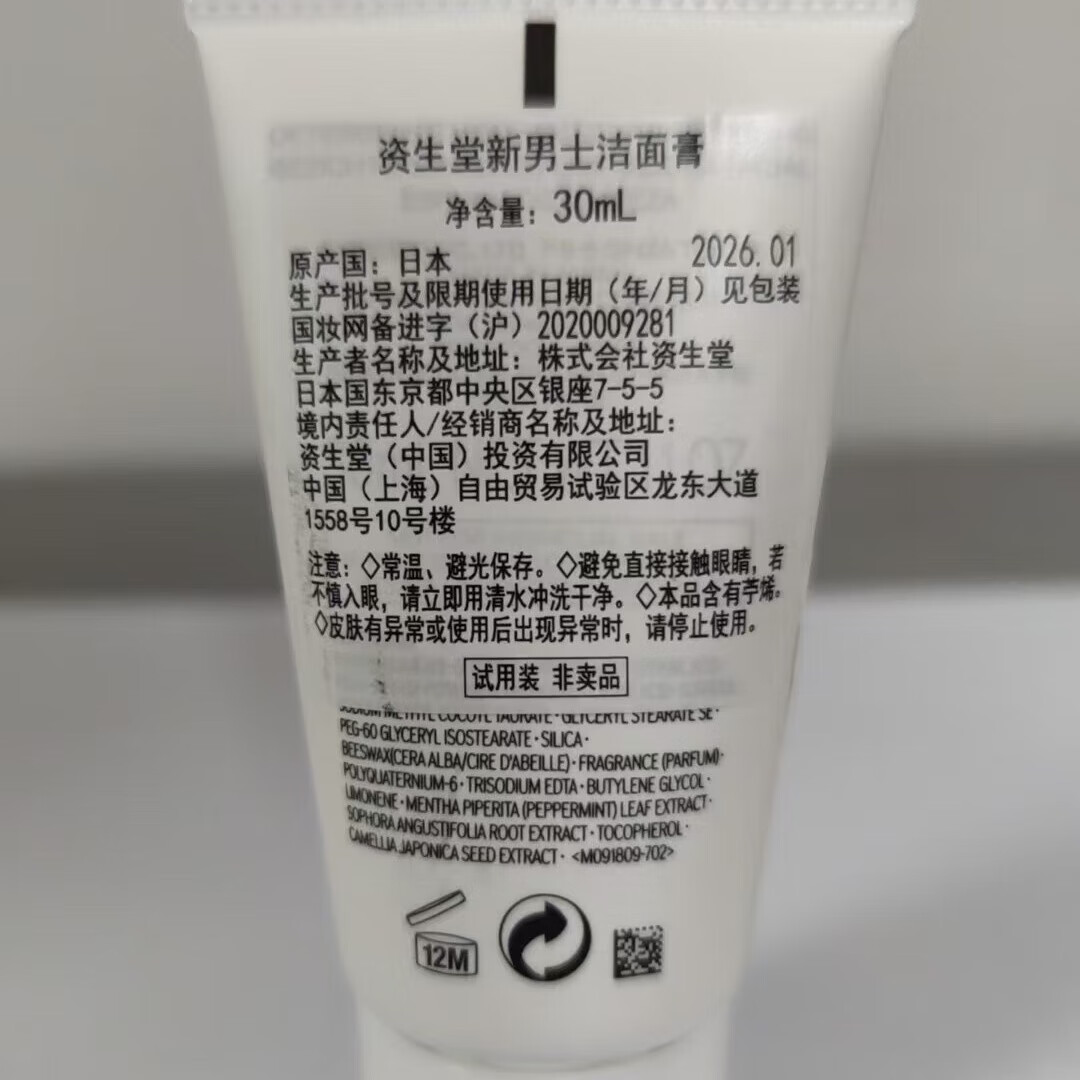 资生堂新男士洁面膏
净含量：30mL
原产国：日本 2026.01
生产批号及限期使用日期（年/月）见包装
国妆网备进字（沪）2020009281
生产者名称及地址：株式会社资生堂
日本国东京都中央区银座7-5-5
境内责任人/经销商名称及地址：
资生堂（中国）投资有限公司
中国（上海）自由贸易试验区龙东大道
1558号10号楼
注意：◇常温、避光保存。◇避免直接接触眼睛，若
不慎入眼，请立即用清水冲洗干净。◇本品含有苧烯。
◇皮肤有异常或使用后出现异常时，请停止使用。
试用装 非卖品
SODIUM METHYL COCOYL TAURATE · GLYCERYL STEARATE SE ·
PEG-60 GLYCERYL ISOSTEARATE · SILICA ·
BEESWAX(CERA ALBA/CIRE D'ABEILLE) · FRAGRANCE (PARFUM) ·
POLYQUATERNIUM-6 · TRISODIUM EDTA · BUTYLENE GLYCOL ·
LIMONENE · MENTHA PIPERITA (PEPPERMINT) LEAF EXTRACT ·
SOPHORA ANGUSTIFOLIA ROOT EXTRACT · TOCOPHEROL ·
CAMELLIA JAPONICA SEED EXTRACT · <M091809-702>
12M